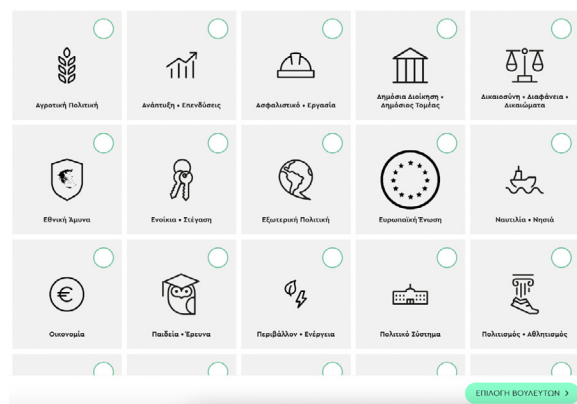 Αγροτική Πολιτική
Ανάπτυξη • Επενδύσεις
Ασφαλιστικό • Εργασία
Δημόσια Διοίκηση •
Δημόσιος Τομέας
Δικαιοσύνη • Διαφάνεια •
Δικαιώματα
Εθνική Άμυνα
Ενοίκια • Στέγαση
Εξωτερική Πολιτική
Ευρωπαϊκή Ένωση
Ναυτιλία • Νησιά
Οικονομία
Παιδεία • Έρευνα
Περιβάλλον • Ενέργεια
Πολιτικό Σύστημα
Πολιτισμός • Αθλητισμός
ΕΠΙΛΟΓΗ ΒΟΥΛΕΥΤΩΝ >